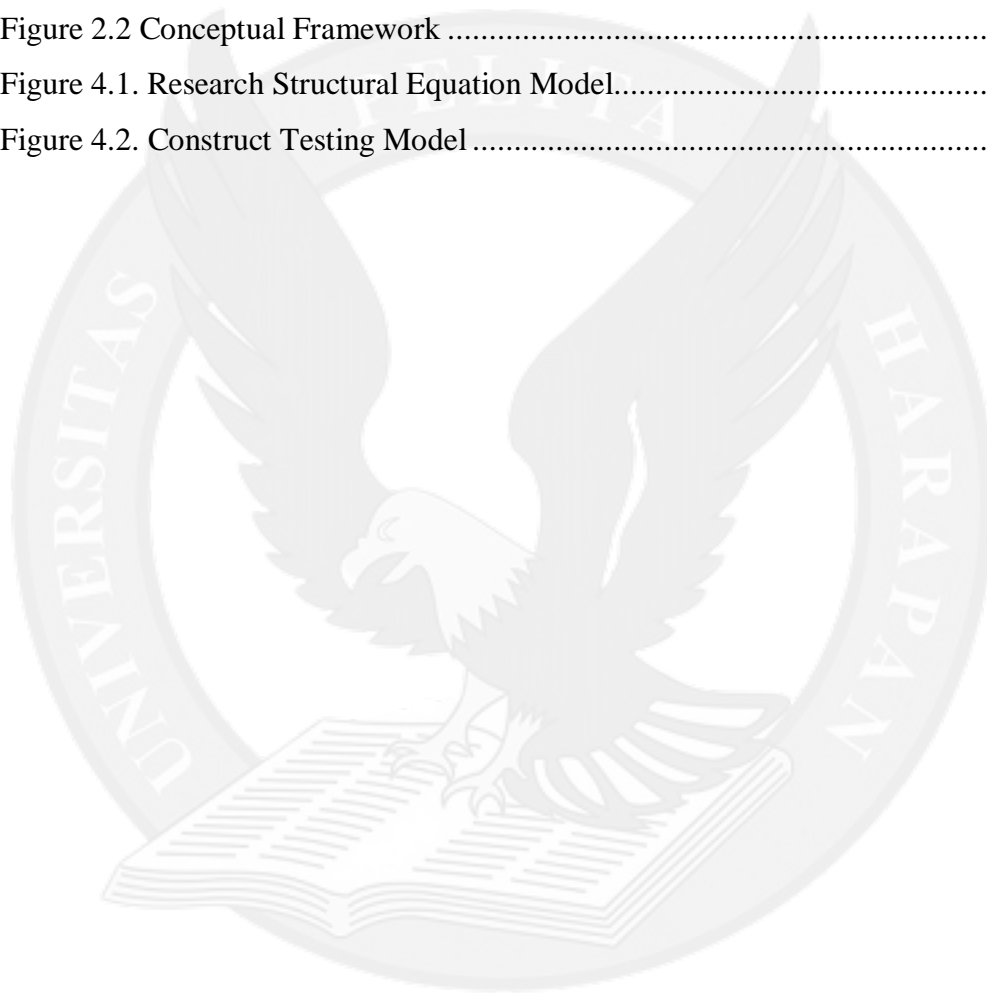 Figure 2.2 Conceptual Framework ................................................................
Figure 4.1. Research Structural Equation Model............................................
Figure 4.2. Construct Testing Model ..............................................................
UNIVERSITAS PELITA HARAPAN